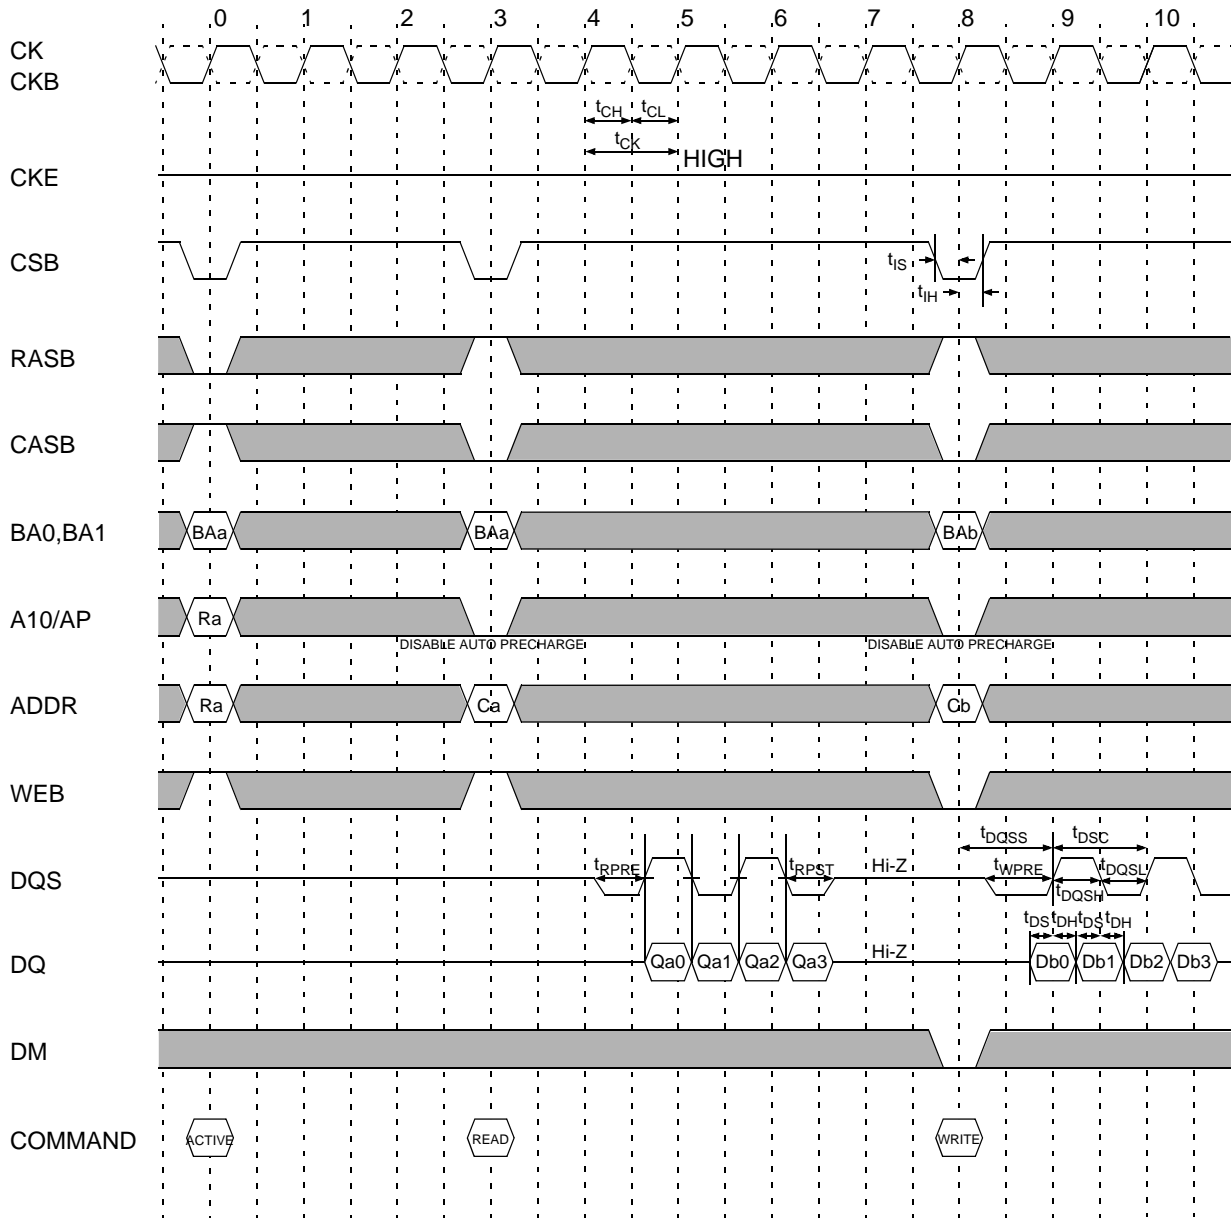 0 1 2 3 4 5 6 7 8 9 10
CK
CKB
tCH tCL
tCK
HIGH
CKE
CSB
tIS
tIH
RASB
CASB
BA0,BA1 BAa BAa BAb
A10/AP Ra
DISABLE AUTO PRECHARGE DISABLE AUTO PRECHARGE
ADDR Ra Ca Cb
WEB
tDQSS tDSC
DQS tRPRE tRPST Hi-Z tWPRE tDQSL
tDQSH
tDS tDH tDS tDH
DQ Qa0 Qa1 Qa2 Qa3 Hi-Z Db0 Db1 Db2 Db3
DM
COMMAND ACTIVE READ WRITE